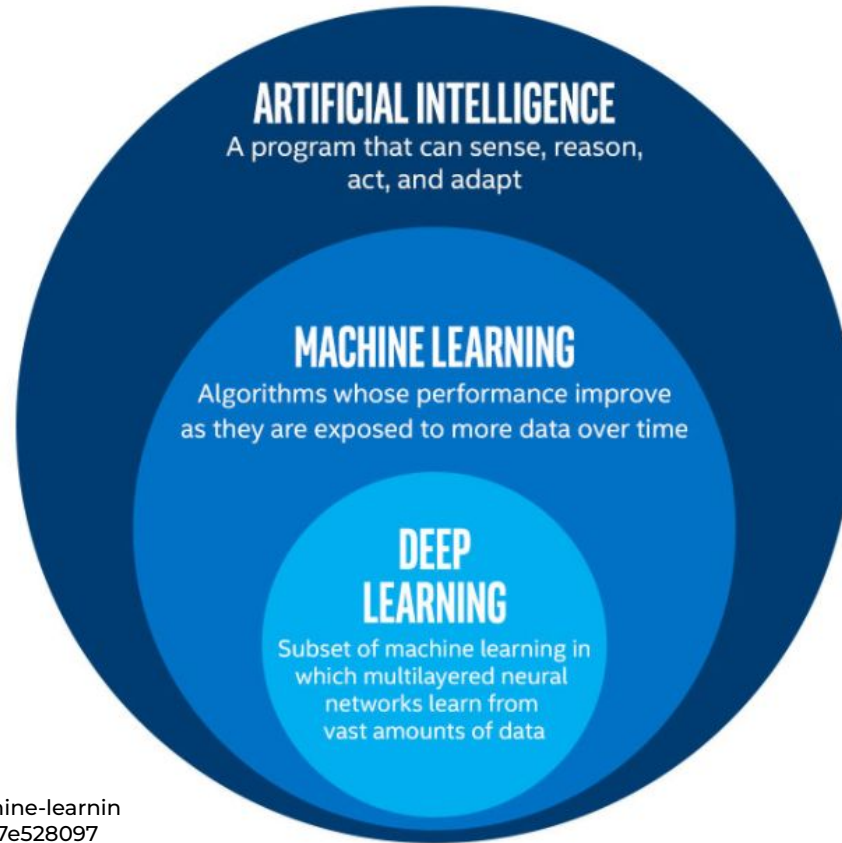 ARTIFICIAL INTELLIGENCE
A program that can sense, reason,
act, and adapt
MACHINE LEARNING
Algorithms whose performance improve
as they are exposed to more data over time
DEEP
LEARNING
Subset of machine learning in
which multilayered neural
networks learn from
vast amounts of data
hine-learnin
7e528097